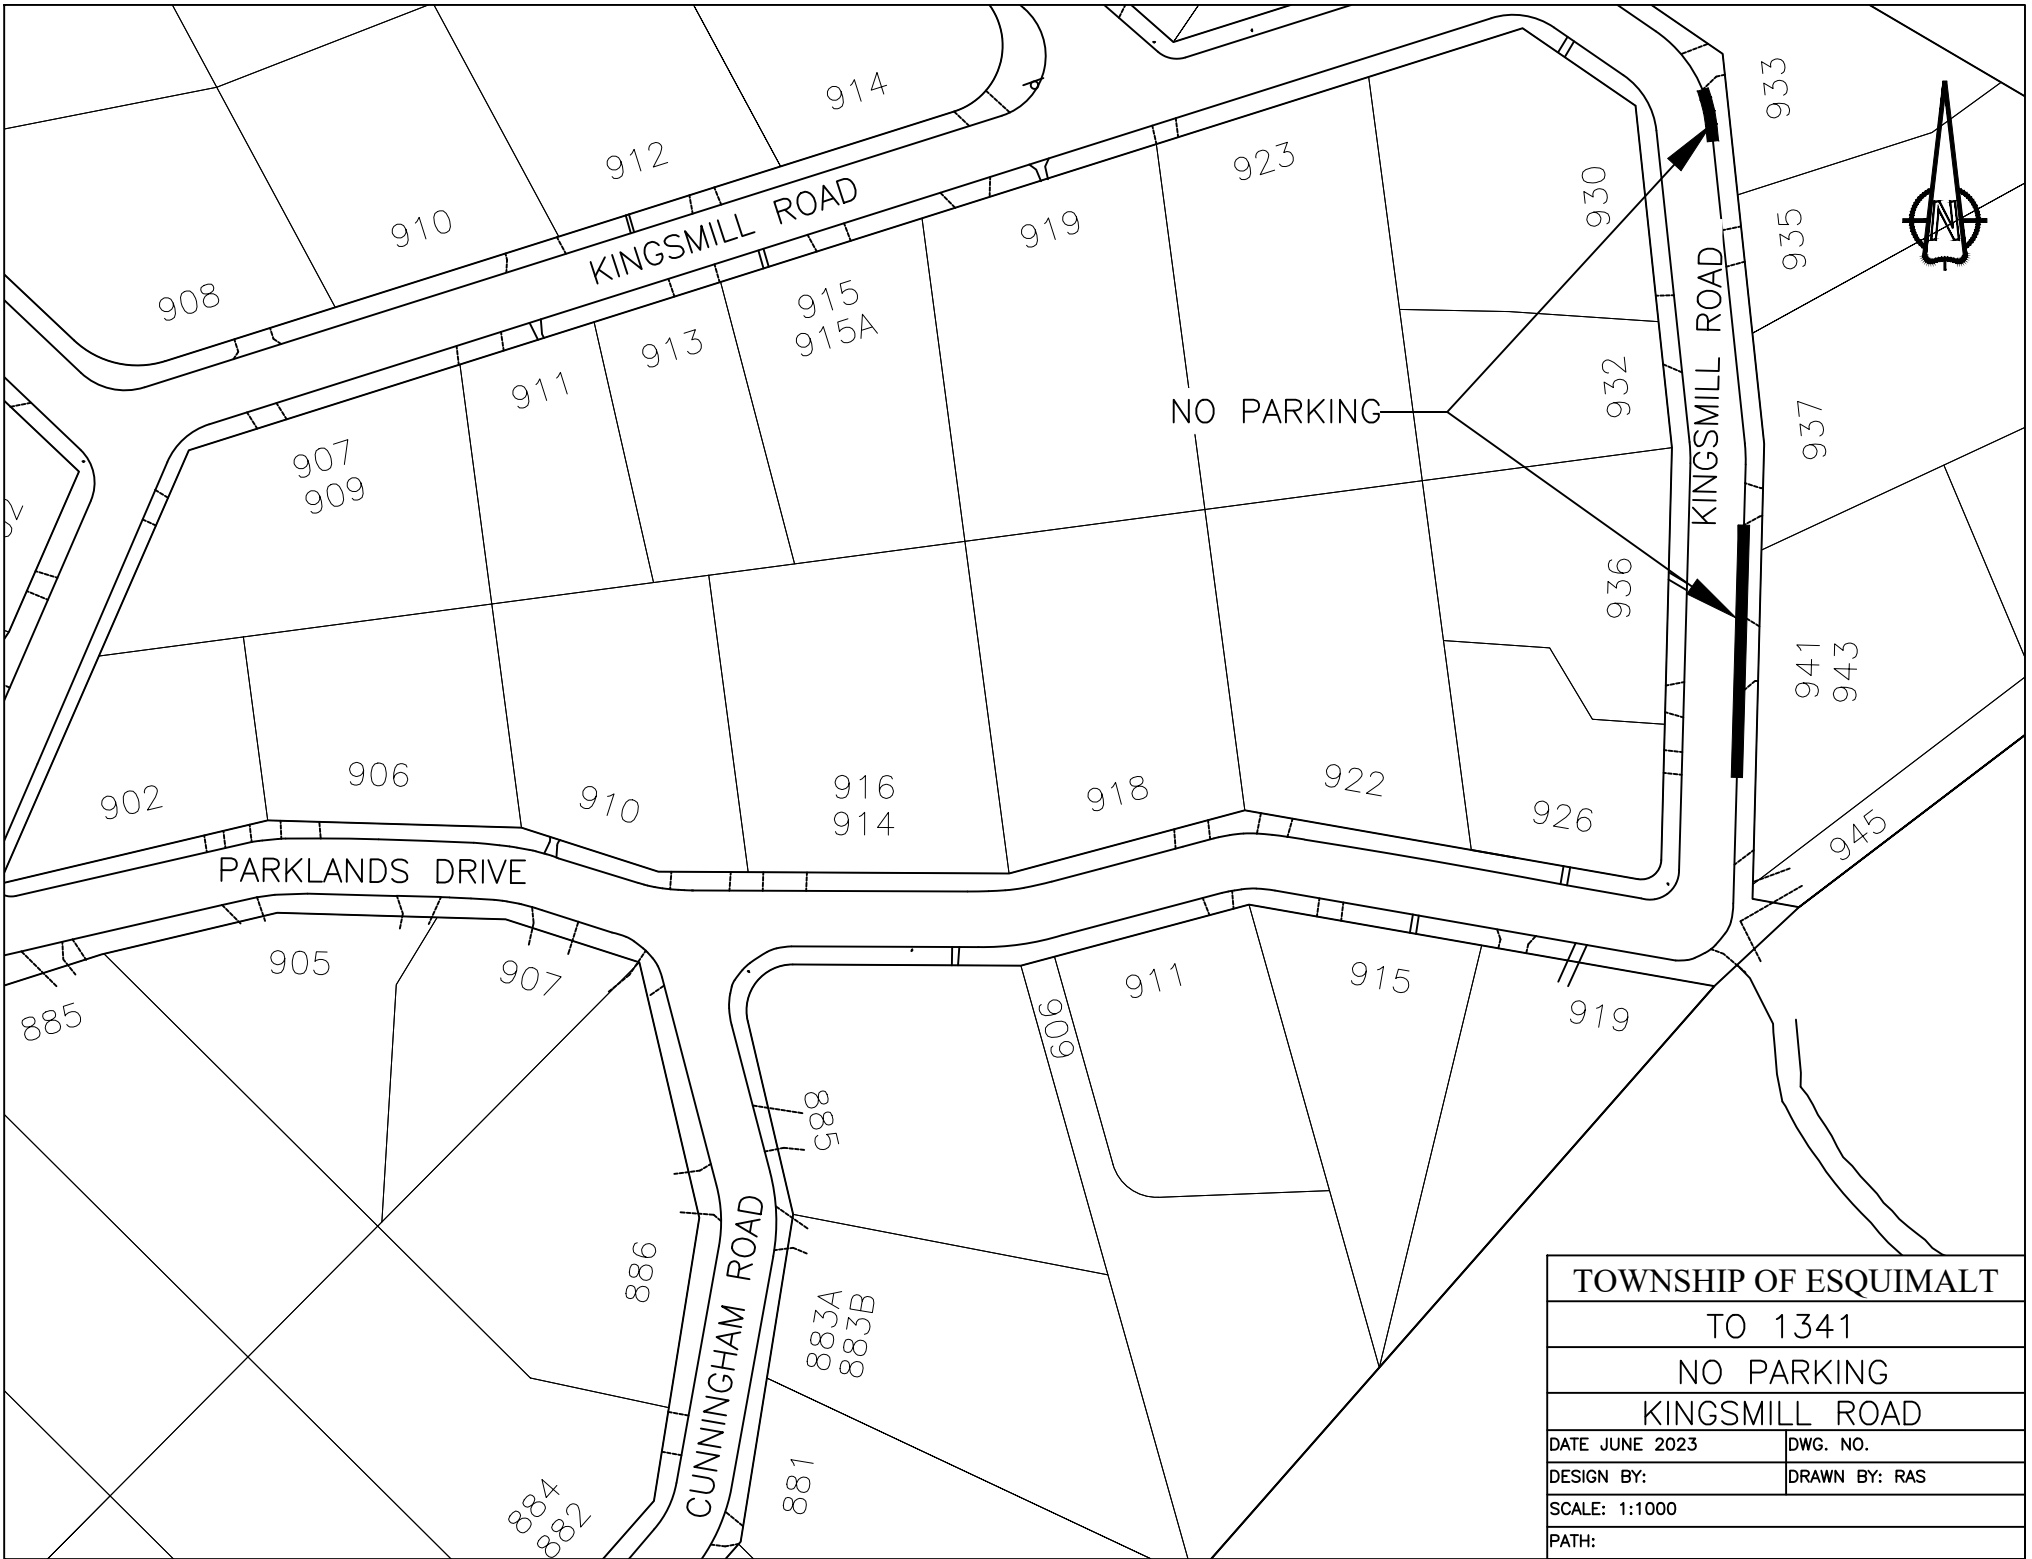 914
933
912
923
930
910
KINGSMILL ROAD
919
935
N
908
915
915A
913
KINGSMILL ROAD
932
911
NO PARKING
937
907
909
936
941
943
906
916
914
922
902
910
918
926
945
PARKLANDS DRIVE
905
907
911
915
885
909
919
885
886
CUNNINGHAM ROAD
883A
883B
884
882
881
TOWNSHIP OF ESQUIMALT
TO 1341
NO PARKING
KINGSMILL ROAD
DATE JUNE 2023
DWG. NO.
DESIGN BY:
DRAWN BY: RAS
SCALE: 1:1000
PATH: